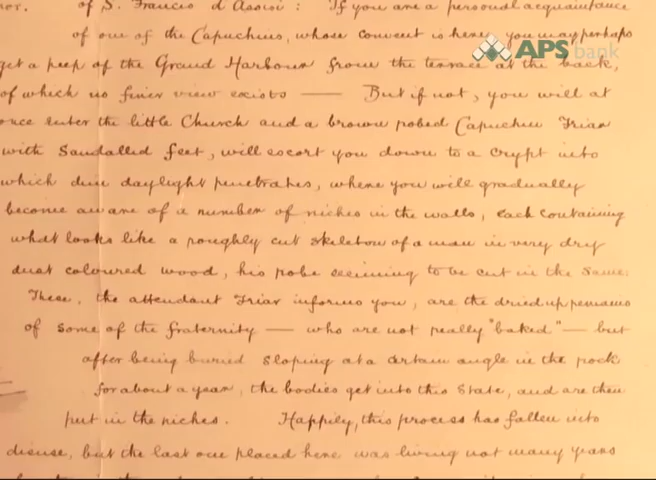 of S. Francis d Assisi : If you are a personal acquaintance
of one of the Capuchins, whose convent is here, you may perhaps
APS bank
get a peep of the Grand Harbour from the terrace at the back,
of which no finer view exists — But if not, you will at
once enter the little Church and a brown robed Capuchin Friar
with Sandalled feet, will escort you down to a crypt into
which dim daylight penetrates, where you will gradually
become aware of a number of niches in the walls, each containing
what looks like a roughly cut skeleton of a man in very dry
dust coloured wood, his robe seeming to be cut in the same.
These, the attendant Friar informs you, are the dried up remains
of some of the fraternity — who are not really "baked" — but
after being buried sloping at a certain angle in the rock
for about a year, the bodies get into this State, and are then
put in the niches. Happily, this process has fallen into
disuse, but the last one placed here was living not many years